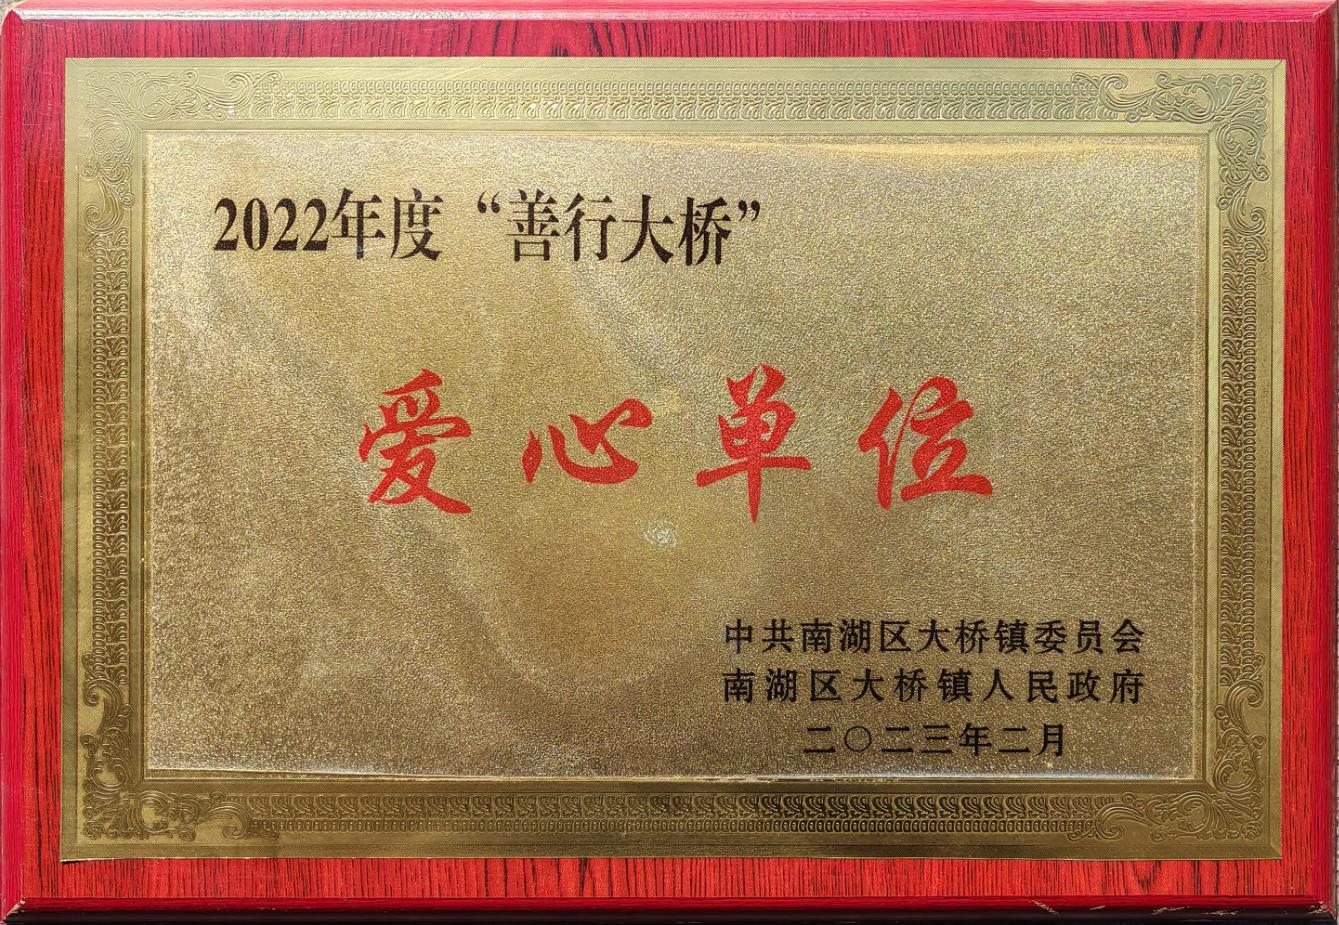 2022年度“善行大桥”
爱心单位
中共南湖区大桥镇委员会
南湖区大桥镇人民政府
二〇二三年二月